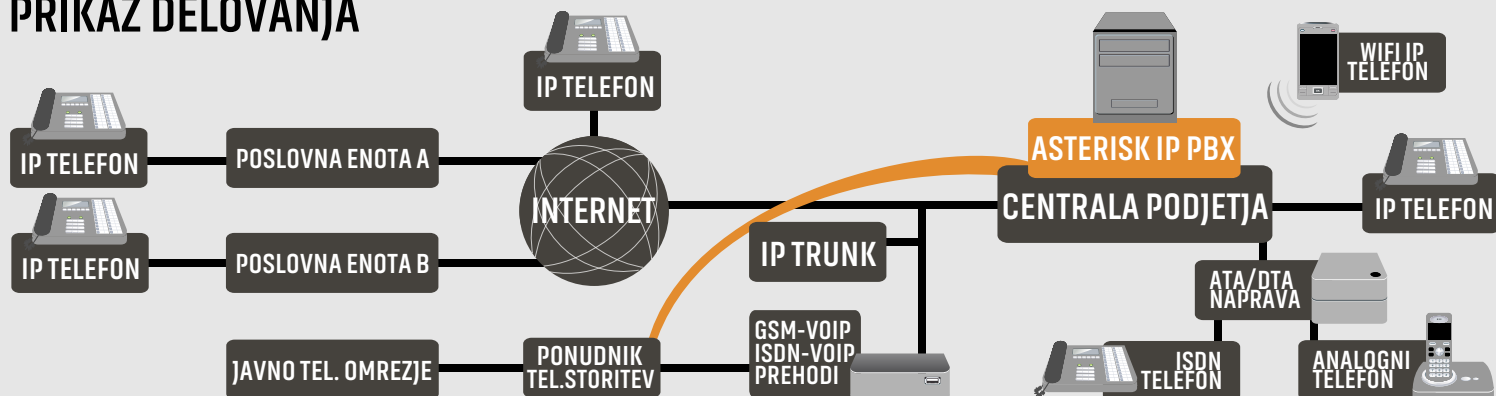 PRIKAZ DELOVANJA
IP TELEFON
WIFI IP
TELEFON
IP TELEFON
POSLOVNA ENOTA A
ASTERISK IP PBX
INTERNET
CENTRALA PODJETJA
IP TELEFON
IP TELEFON
POSLOVNA ENOTA B
IP TRUNK
ATA/DTA
NAPRAVA
JAVNO TEL. OMREZJE
PONUDNIK
TEL.STORITEV
GSM-VOIP
ISDN-VOIP
PREHODI
ISDN
TELEFON
ANALOGNI
TELEFON